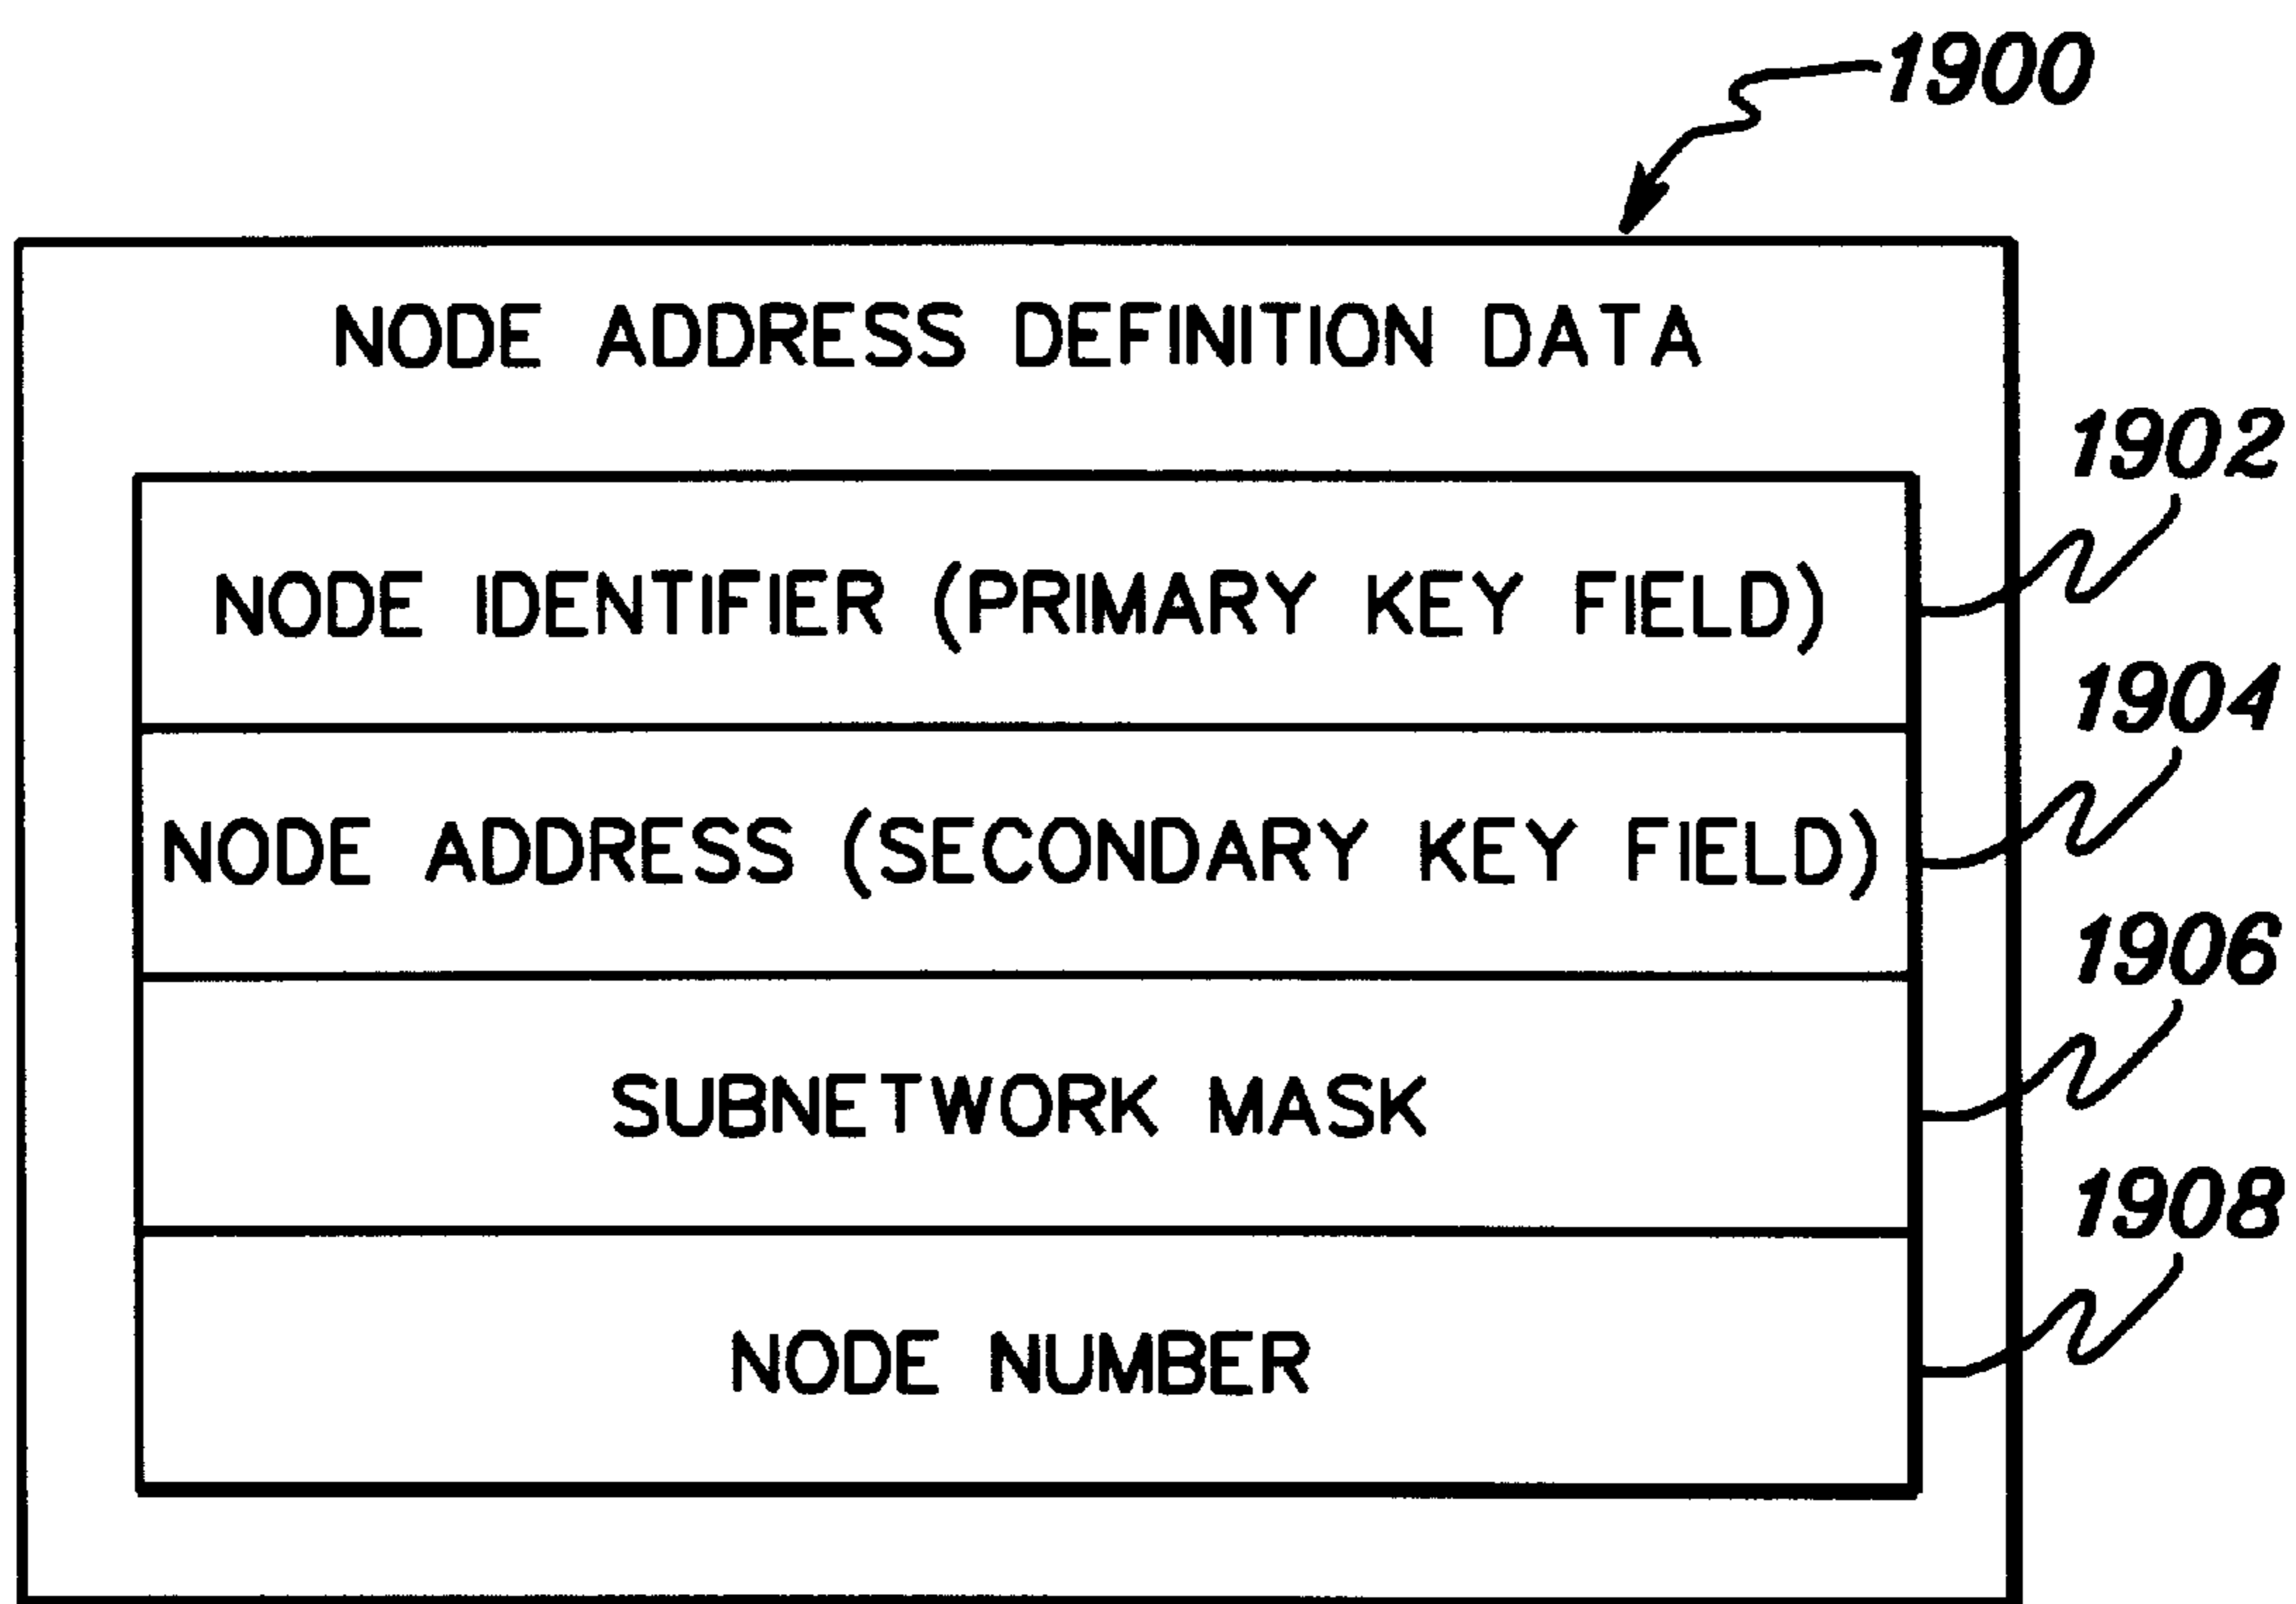 1900
NODE ADDRESS DEFINITION DATA
1902
NODE IDENTIFIER (PRIMARY KEY FIELD)
1904
NODE ADDRESS (SECONDARY KEY FIELD)
1906
SUBNETWORK MASK
1908
NODE NUMBER